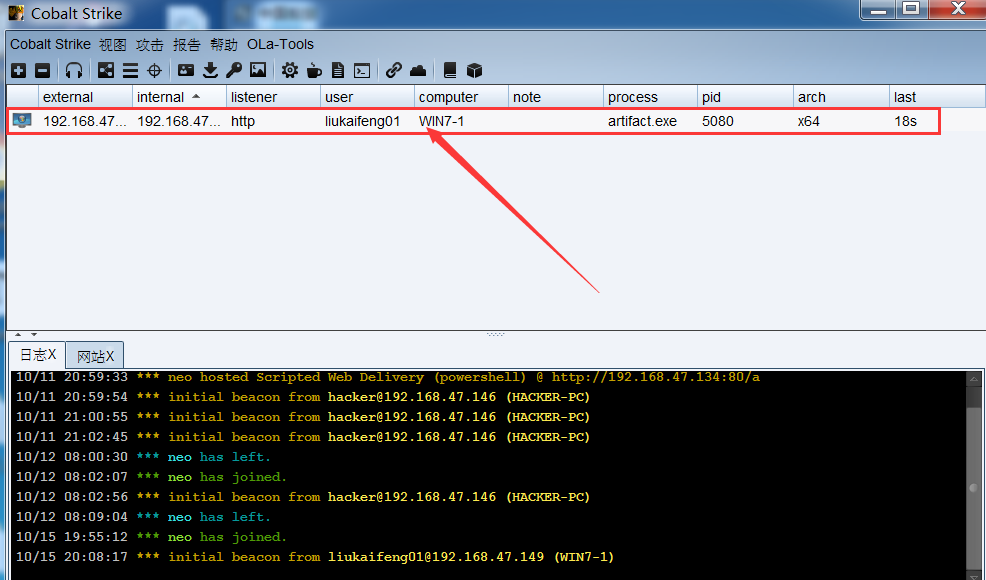 Cobalt Strike
Cobalt Strike 视图 攻击 报告 帮助 OLa-Tools
external internal listener user computer note process pid arch last
192.168.47... 192.168.47... http liukaifeng01 WIN7-1 artifact.exe 5080 x64 18s
日志X 网站X
10/11 20:59:33 *** neo hosted Scripted Web Delivery (powershell) @ http://192.168.47.134:80/a
10/11 20:59:54 *** initial beacon from hacker@192.168.47.146 (HACKER-PC)
10/11 21:00:55 *** initial beacon from hacker@192.168.47.146 (HACKER-PC)
10/11 21:02:45 *** initial beacon from hacker@192.168.47.146 (HACKER-PC)
10/12 08:00:30 *** neo has left.
10/12 08:02:07 *** neo has joined.
10/12 08:02:56 *** initial beacon from hacker@192.168.47.146 (HACKER-PC)
10/12 08:09:04 *** neo has left.
10/15 19:55:12 *** neo has joined.
10/15 20:08:17 *** initial beacon from liukaifeng01@192.168.47.149 (WIN7-1)